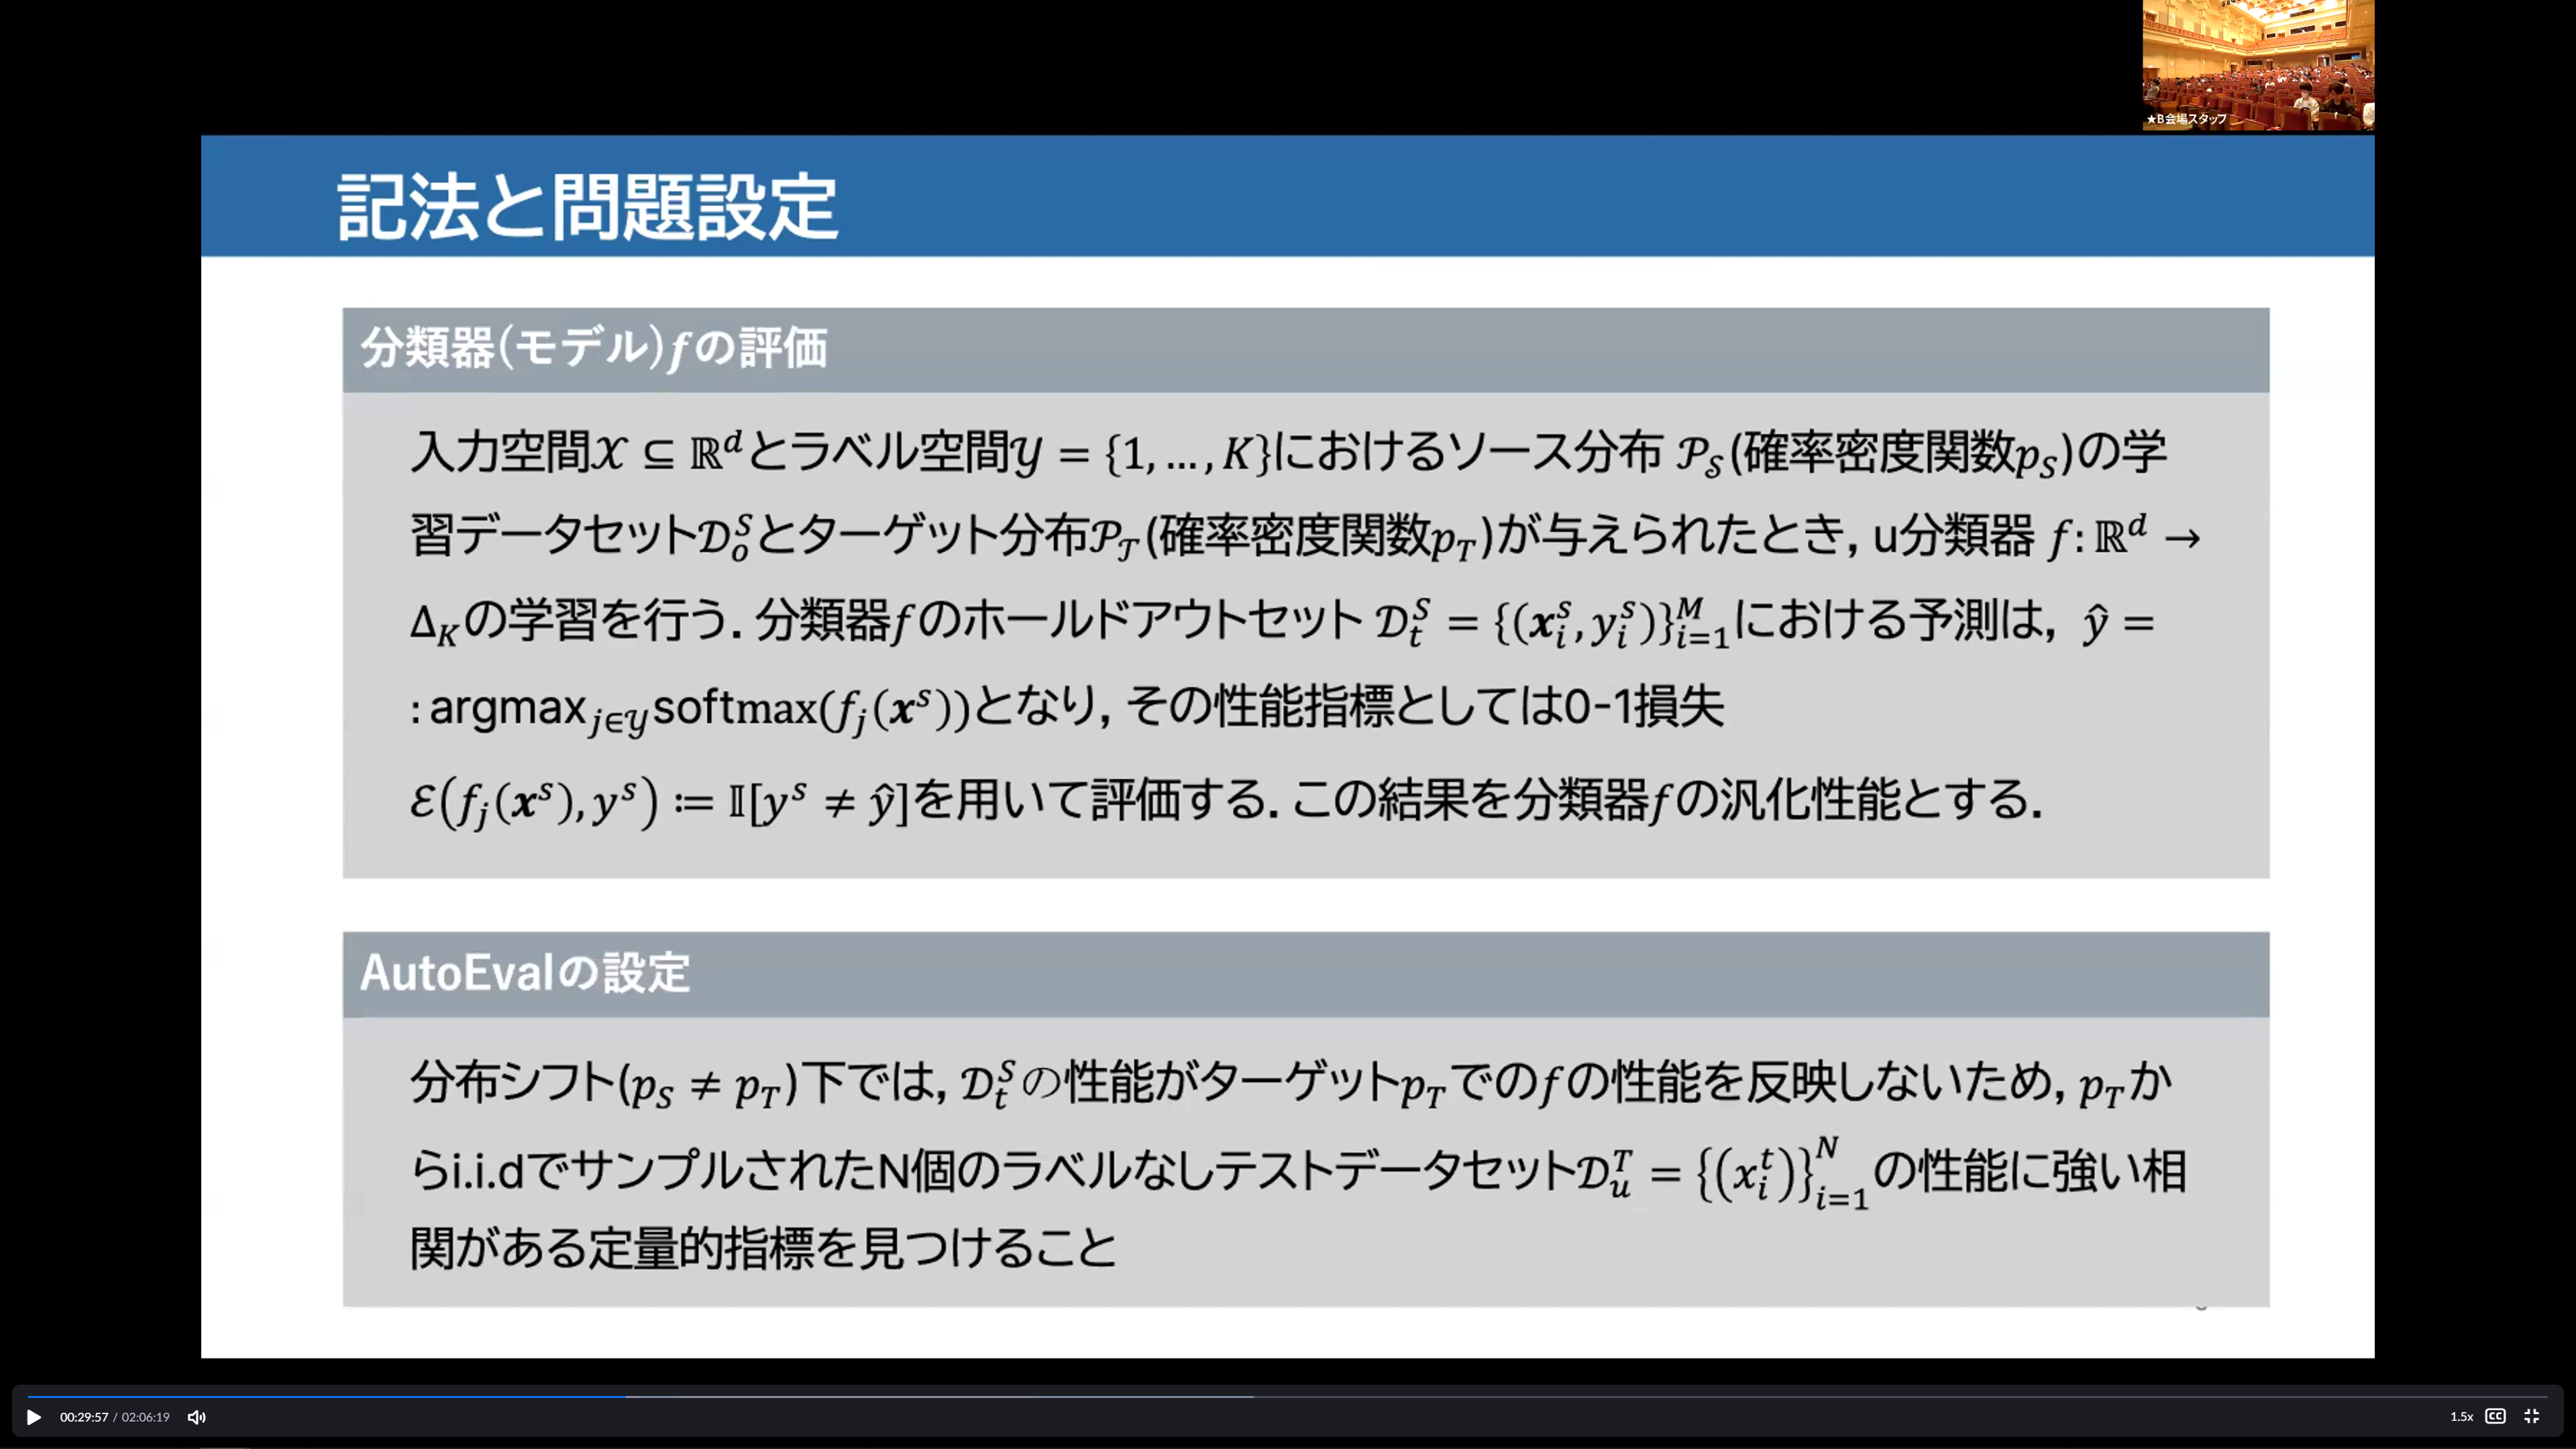 ★B会場スタッフ
記法と問題設定
分類器(モデル)fの評価
入力空間𝒳 ⊆ ℝ^dとラベル空間𝒴 = {1, … , K}におけるソース分布 𝒫_𝒮(確率密度関数p_S)の学
習データセット𝒟_o^Sとターゲット分布𝒫_𝒯(確率密度関数p_T)が与えられたとき, u分類器 f: ℝ^d →
Δ_Kの学習を行う. 分類器fのホールドアウトセット 𝒟_t^S = {(x_i^s, y_i^s)}_{i=1}^Mにおける予測は, ŷ =
: argmax_{j∈𝒴}softmax(f_j(x^s))となり, その性能指標としては0-1損失
ℰ(f_j(x^s), y^s) ≔ 𝕀[y^s ≠ ŷ]を用いて評価する. この結果を分類器fの汎化性能とする.
AutoEvalの設定
分布シフト(p_S ≠ p_T)下では, 𝒟_t^Sの性能がターゲットp_Tでのfの性能を反映しないため, p_Tか
らi.i.dでサンプルされたN個のラベルなしテストデータセット𝒟_u^T = {(x_i^t)}_{i=1}^Nの性能に強い相
関がある定量的指標を見つけること
00:29:57 / 02:06:19
1.5x
CC